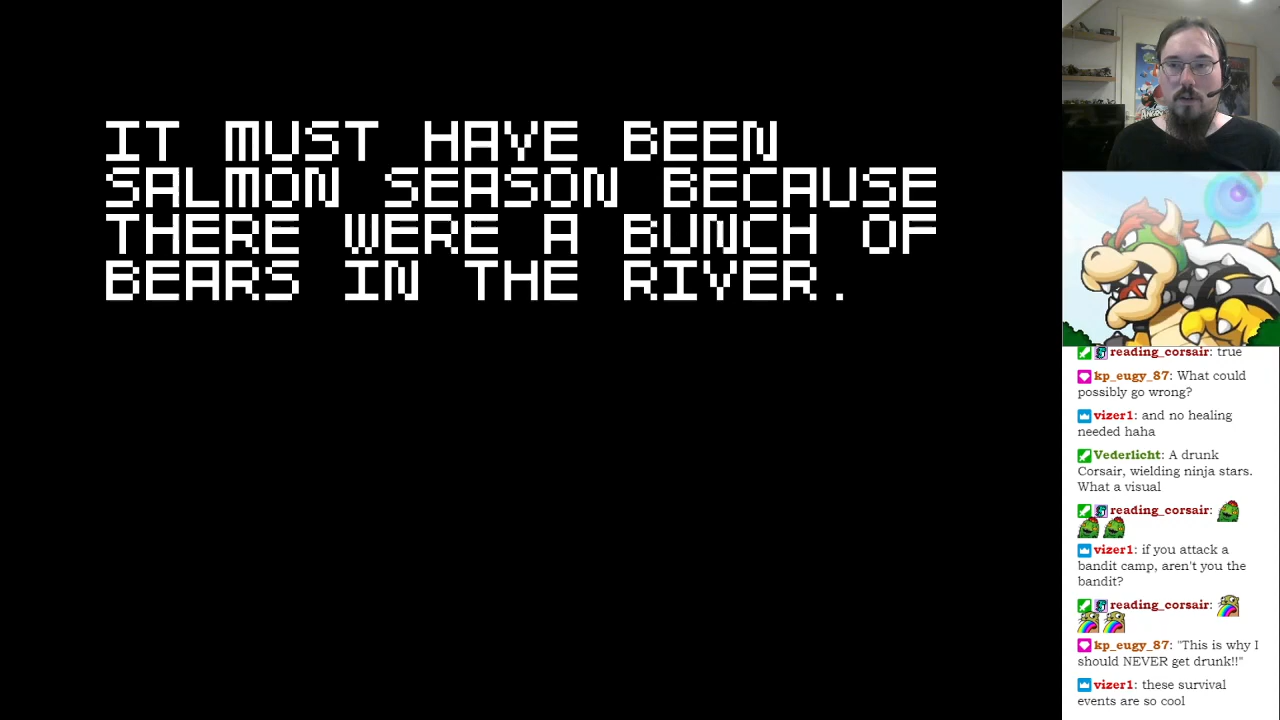 IT MUST HAVE BEEN
SALMON SEASON BECAUSE
THERE WERE A BUNCH OF
BEARS IN THE RIVER.
reading_corsair: true
kp_eugy_87: What could
possibly go wrong?
vizer1: and no healing
needed haha
Vederlicht: A drunk
Corsair, wielding ninja stars.
What a visual
reading_corsair:
vizer1: if you attack a
bandit camp, aren't you the
bandit?
reading_corsair:
kp_eugy_87: "This is why I
should NEVER get drunk!!"
vizer1: these survival
events are so cool